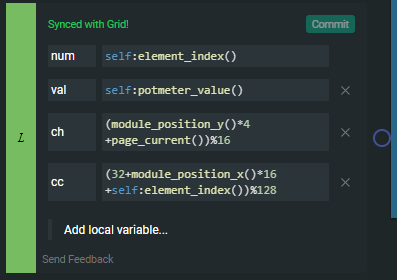 Synced with Grid!
Commit
num
self:element_index()
val
self:potmeter_value()
ch
(module_position_y()*4
+page_current())%16
L
cc
(32+module_position_x()*16
+self:element_index())%128
Add local variable...
Send Feedback